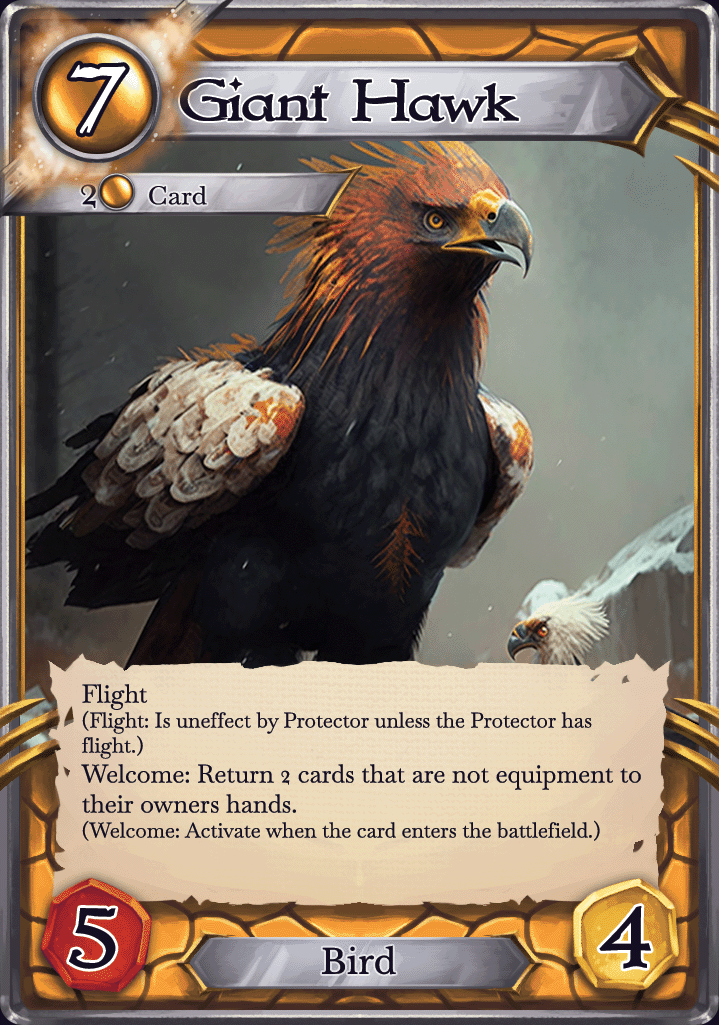 7
Giant Hawk
2 Card
Flight
(Flight: Is uneffect by Protector unless the Protector has
flight.)
Welcome: Return 2 cards that are not equipment to
their owners hands.
(Welcome: Activate when the card enters the battlefield.)
5
Bird
4